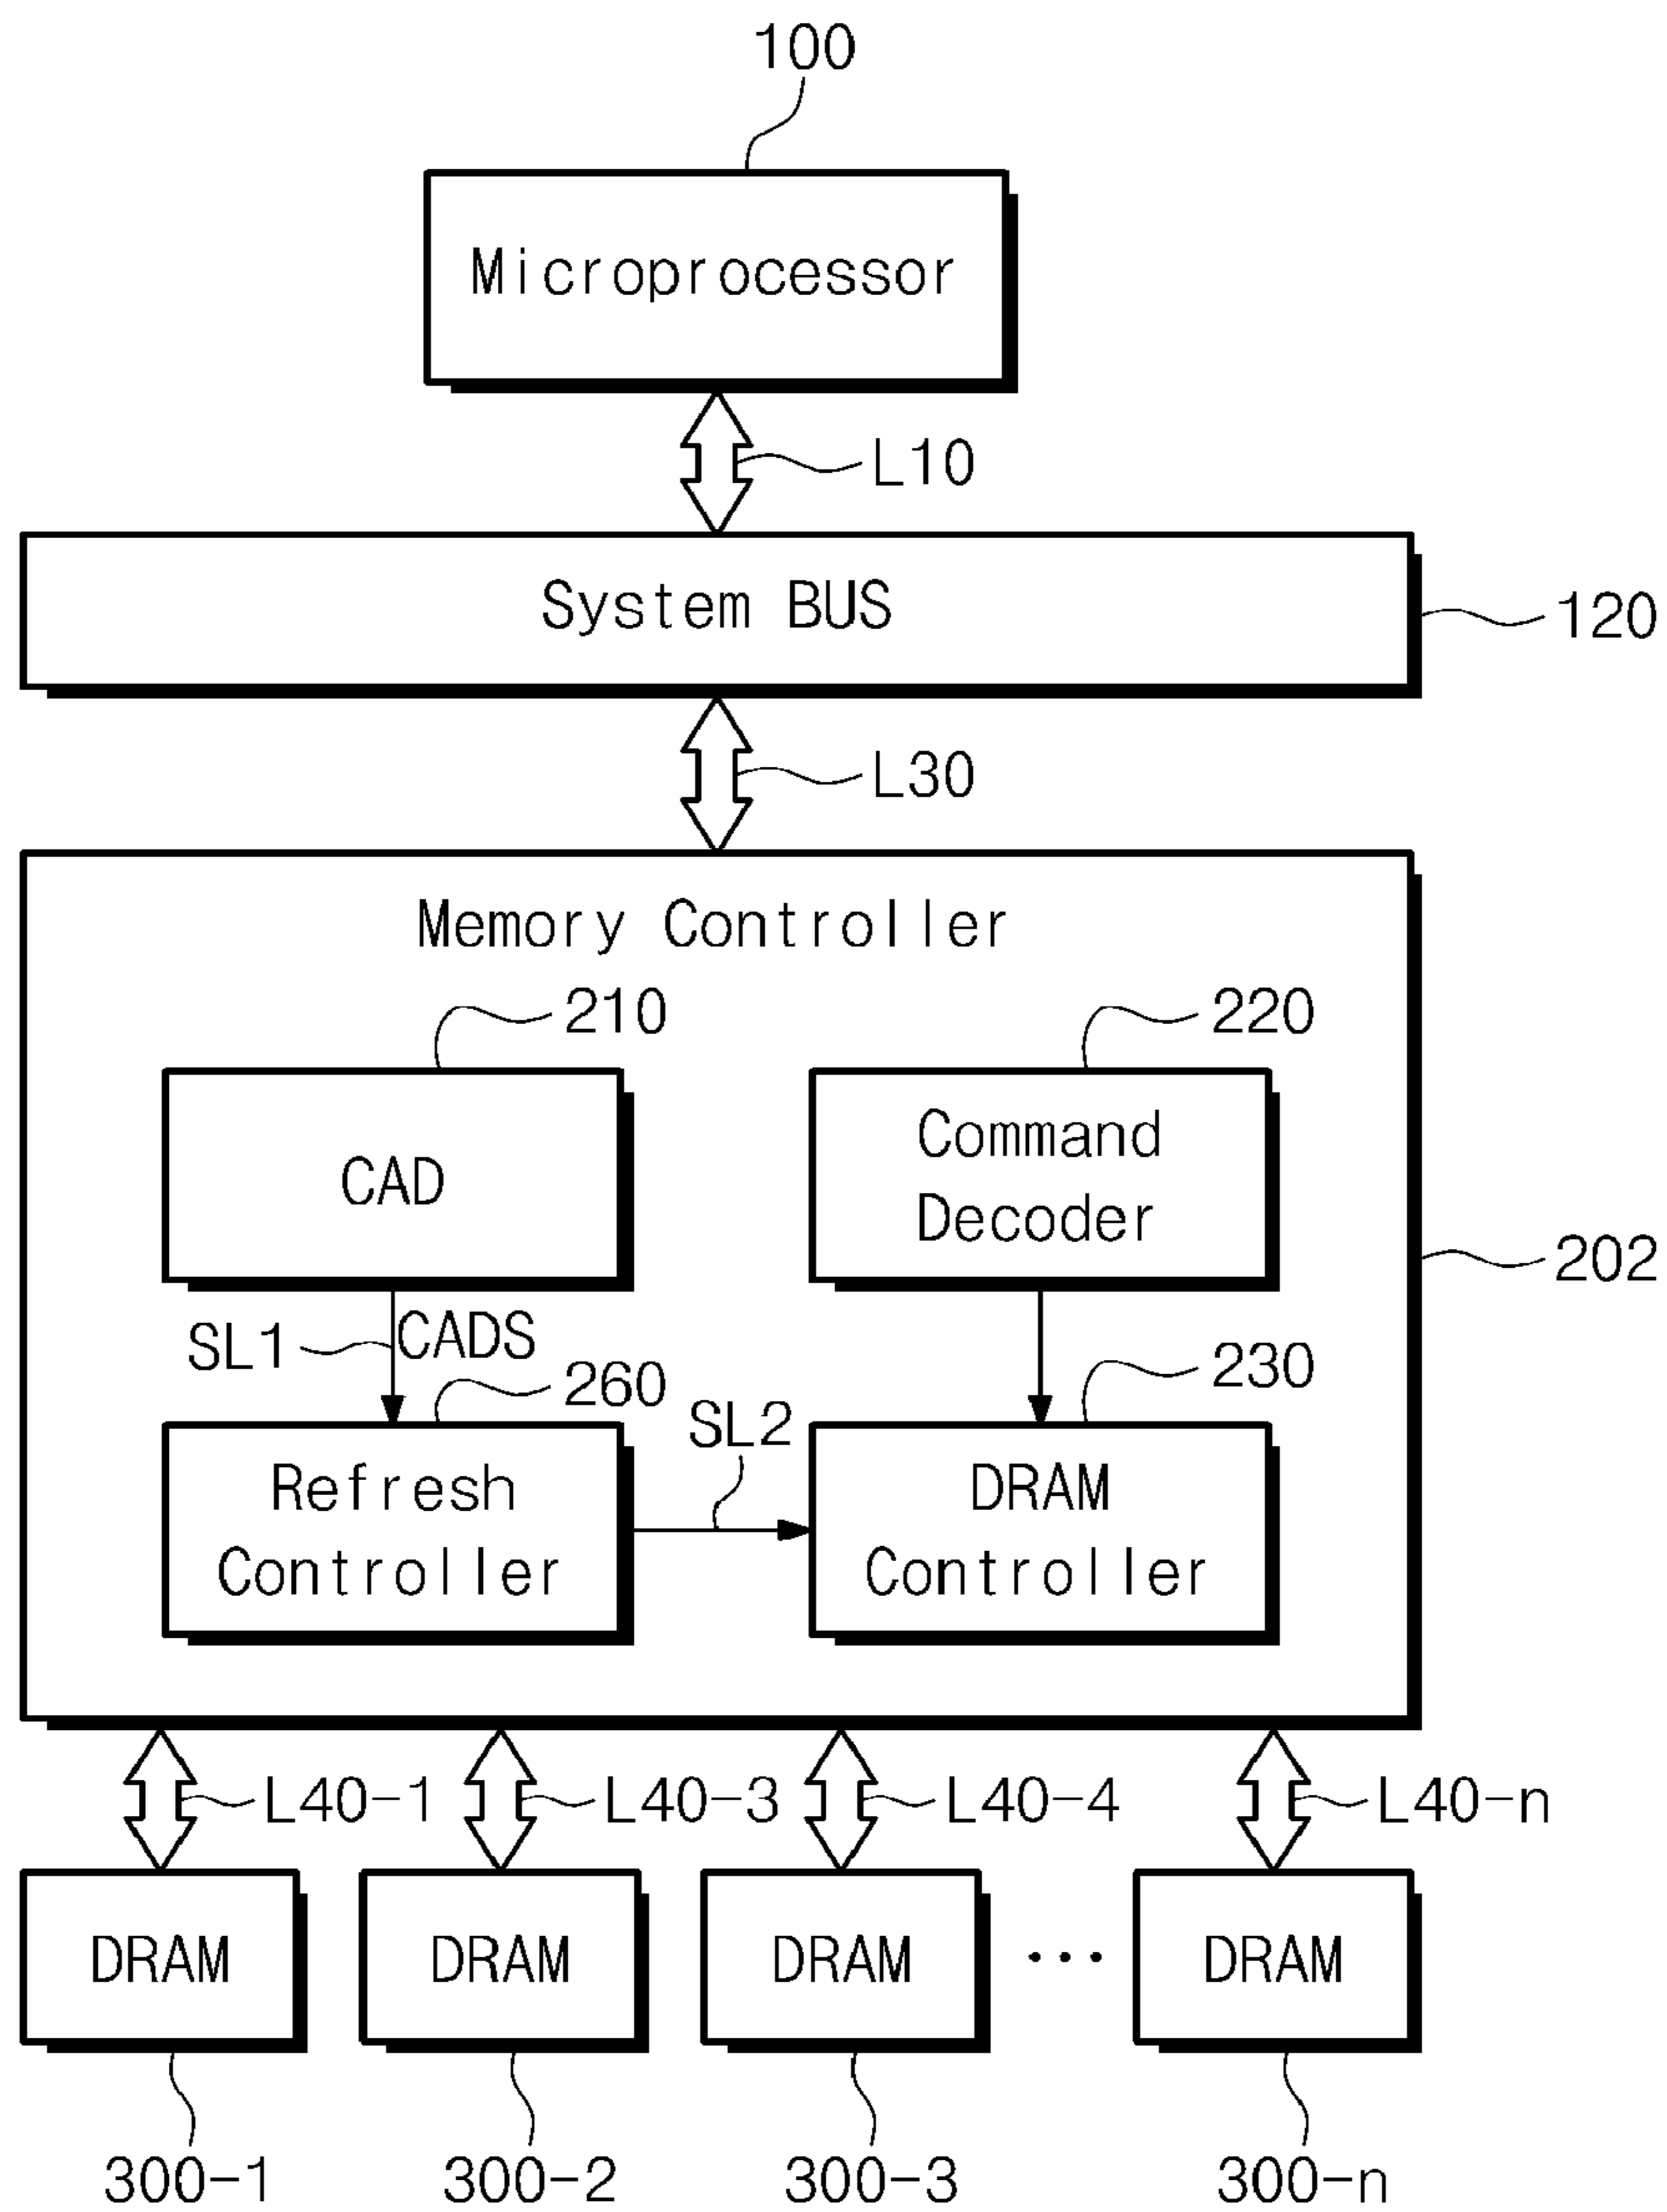 100
Microprocessor
L10
System BUS
120
L30
Memory Controller
210
220
CAD
Command
Decoder
202
SL1
CADS
260
230
SL2
Refresh
Controller
DRAM
Controller
L40-1
L40-3
L40-4
L40-n
DRAM
DRAM
DRAM
...
DRAM
300-1
300-2
300-3
300-n